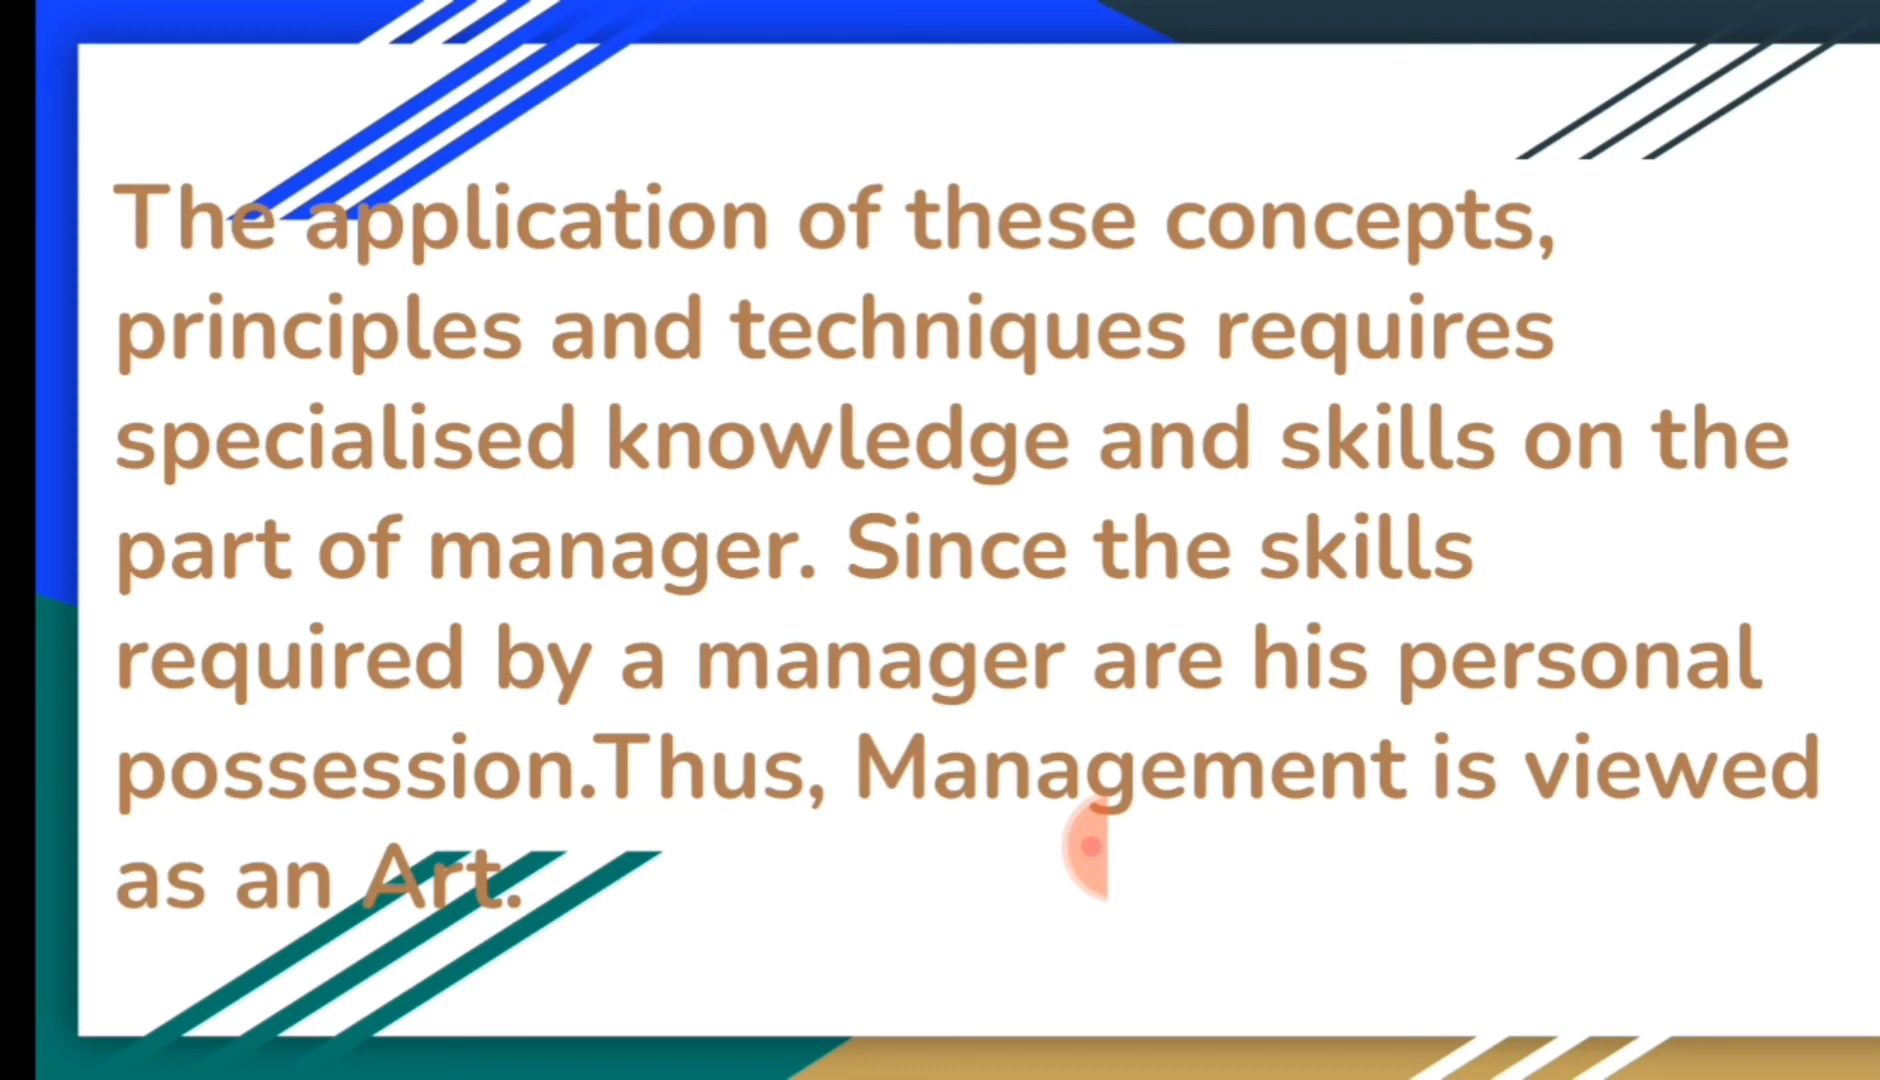 The application of these concepts,
principles and techniques requires
specialised knowledge and skills on the
part of manager. Since the skills
required by a manager are his personal
possession.Thus, Management is viewed
as an Art.